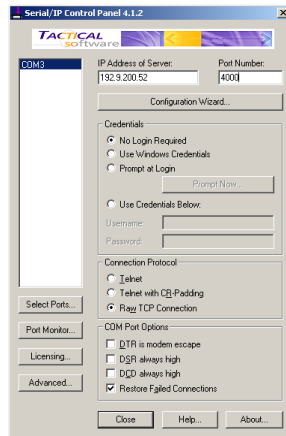 Serial/IP Control Panel 4.1.2
TACTICAL
software
COM3
IP Address of Server:
Port Number:
192.9.200.52
4000
Configuration Wizard...
Credentials
No Login Required
Use Windows Credentials
Prompt at Login
Prompt Now...
Use Credentials Below:
Username:
Password:
Connection Protocol
Telnet
Telnet with CR-Padding
Raw TCP Connection
Select Ports...
Port Monitor...
Licensing...
Advanced...
COM Port Options
DTR is modem escape
DSR always high
DCD always high
Restore Failed Connections
Close
Help...
About...